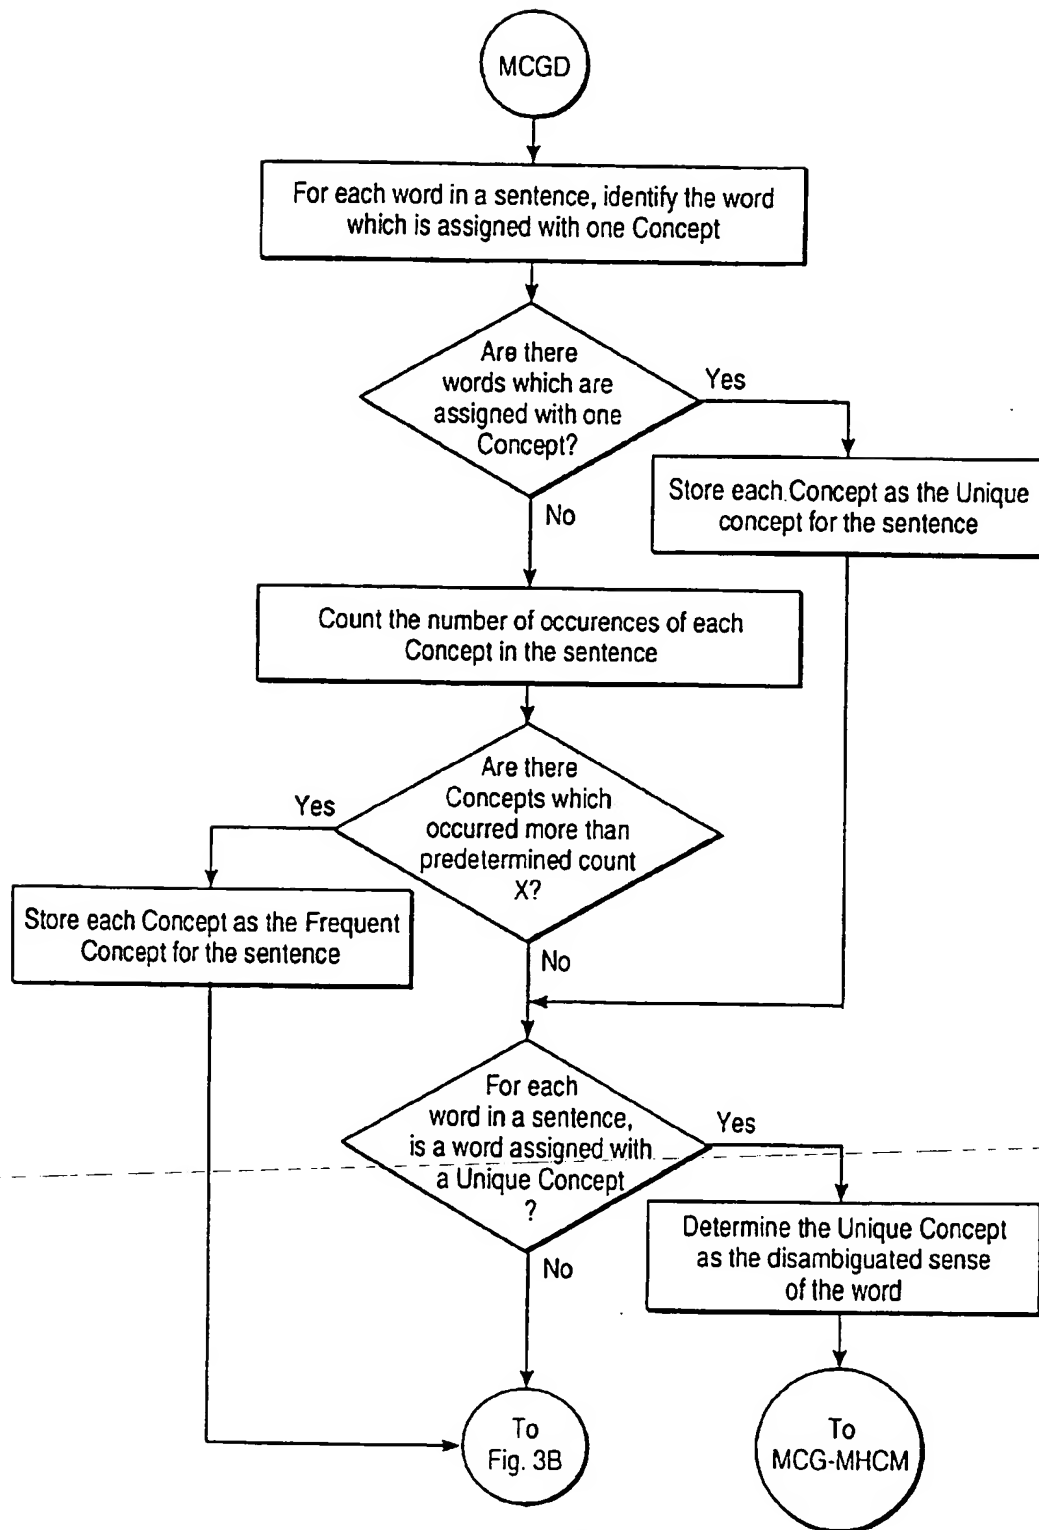 MCGD
For each word in a sentence, identify the word
which is assigned with one Concept
Are there
words which are
assigned with one
Concept?
Yes
No
Store each Concept as the Unique
concept for the sentence
Count the number of occurences of each
Concept in the sentence
Are there
Concepts which
occurred more than
predetermined count
X?
Yes
No
Store each Concept as the Frequent
Concept for the sentence
For each
word in a sentence,
is a word assigned with
a Unique Concept
?
Yes
No
Determine the Unique Concept
as the disambiguated sense
of the word
To
Fig. 3B
To
MCG-MHCM